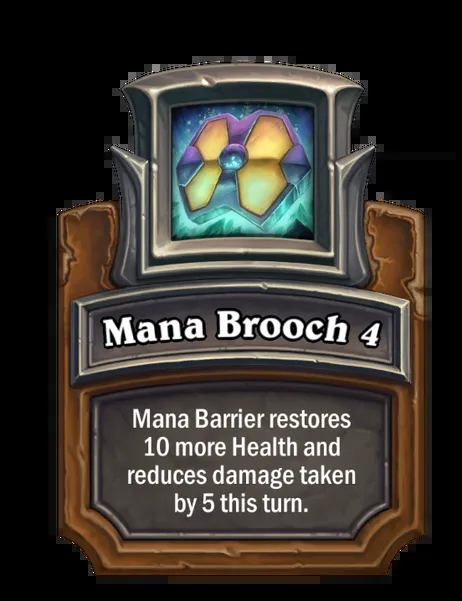 Mana Brooch 4
Mana Barrier restores
10 more Health and
reduces damage taken
by 5 this turn.